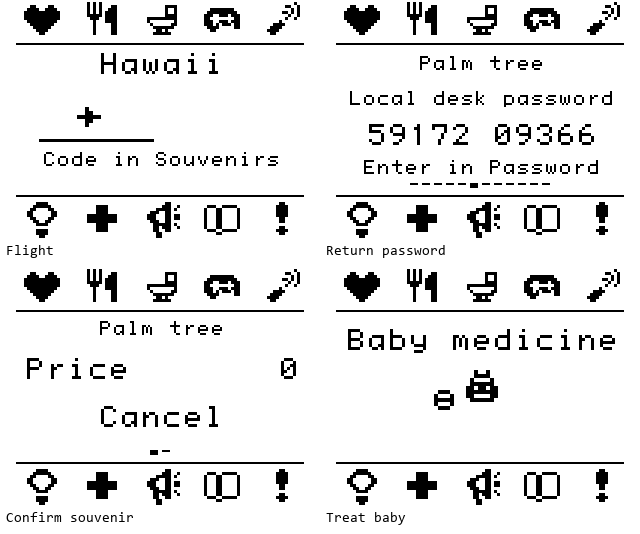 Hawaii
Code in Souvenirs
Flight
Palm tree
Local desk password
59172 09366
Enter in Password
Return password
Palm tree
Price 0
Cancel
Confirm souvenir
Baby medicine
Treat baby